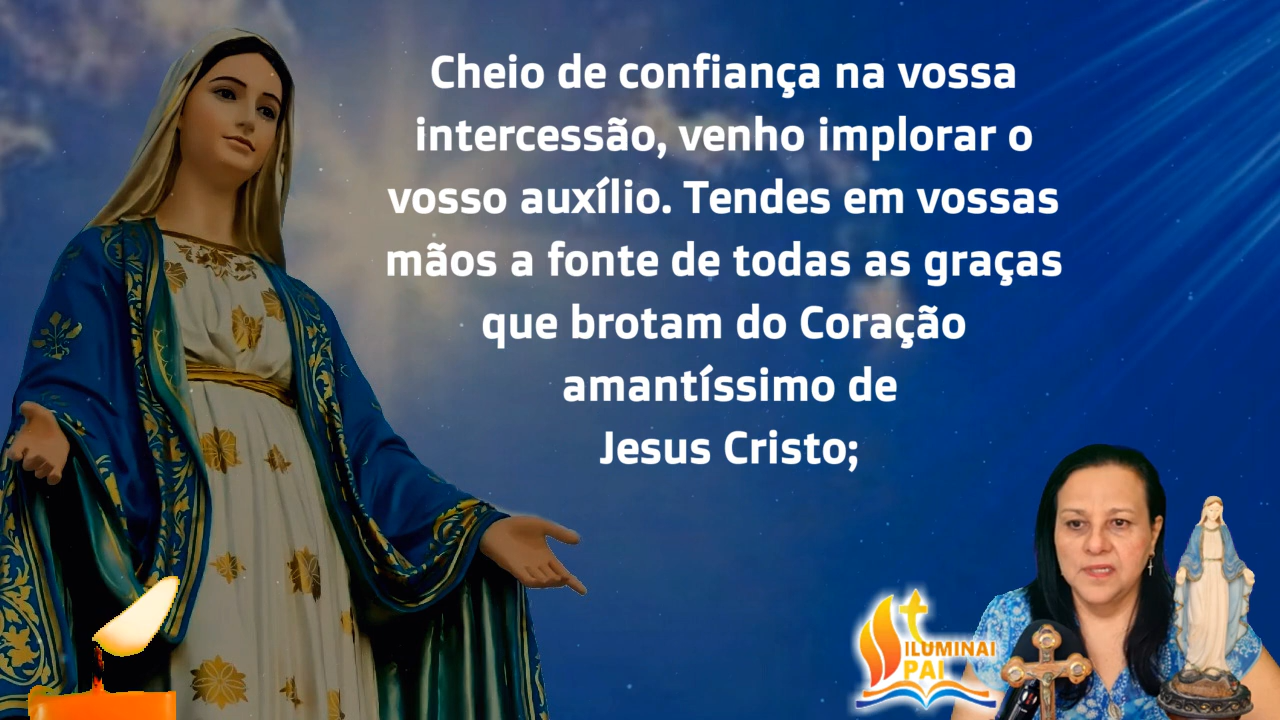 Cheio de confiança na vossa
intercessão, venho implorar o
vosso auxílio. Tendes em vossas
mãos a fonte de todas as graças
que brotam do Coração
amantíssimo de
Jesus Cristo;
ILUMINAI
PAI